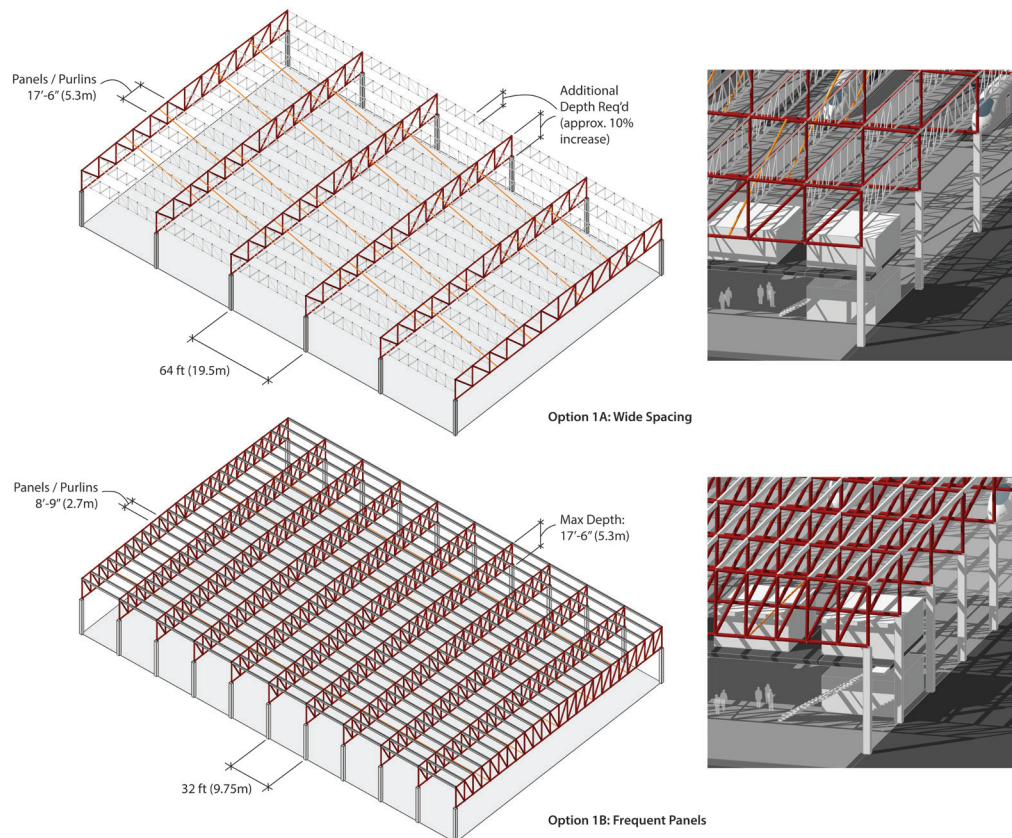 Panels / Purlins
17’-6” (5.3m)
Additional
Depth Req’d
(approx. 10%
increase)
64 ft (19.5m)
Option 1A: Wide Spacing
Panels / Purlins
8’-9” (2.7m)
Max Depth:
17’-6” (5.3m)
32 ft (9.75m)
Option 1B: Frequent Panels